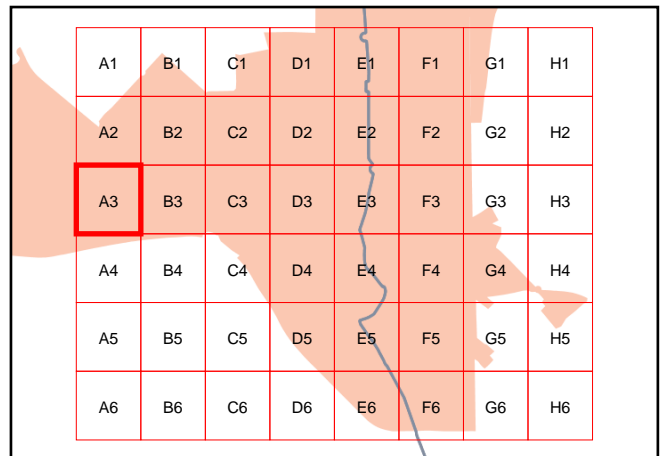 A1 B1 C1 D1 E1 F1 G1 H1
A2 B2 C2 D2 E2 F2 G2 H2
A3 B3 C3 D3 E3 F3 G3 H3
A4 B4 C4 D4 E4 F4 G4 H4
A5 B5 C5 D5 E5 F5 G5 H5
A6 B6 C6 D6 E6 F6 G6 H6